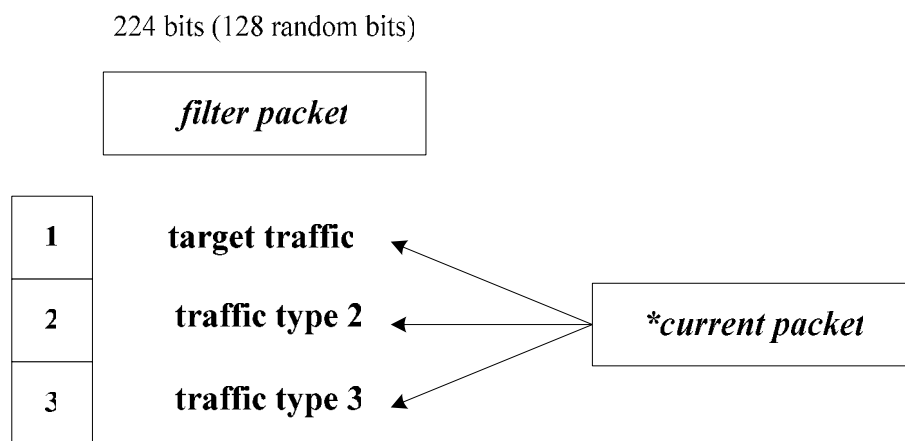 224 bits (128 random bits)
filter packet
1 target traffic
2 traffic type 2
*current packet
3 traffic type 3